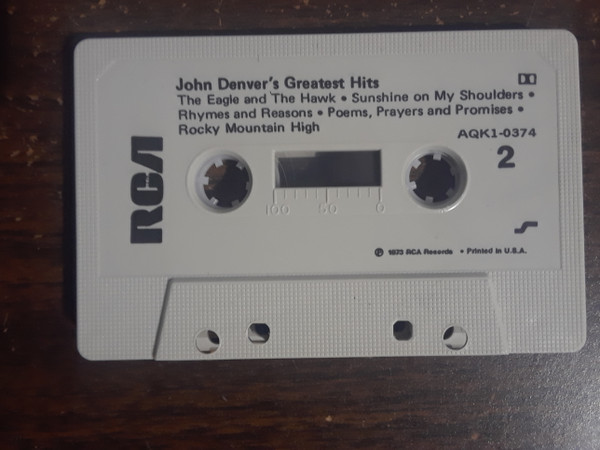 John Denver's Greatest Hits
The Eagle and The Hawk • Sunshine on My Shoulders •
Rhymes and Reasons • Poems, Prayers and Promises •
Rocky Mountain High
AQK1-0374
2
RCA
100 50 0
℗ 1973 RCA Records • Printed in U.S.A.